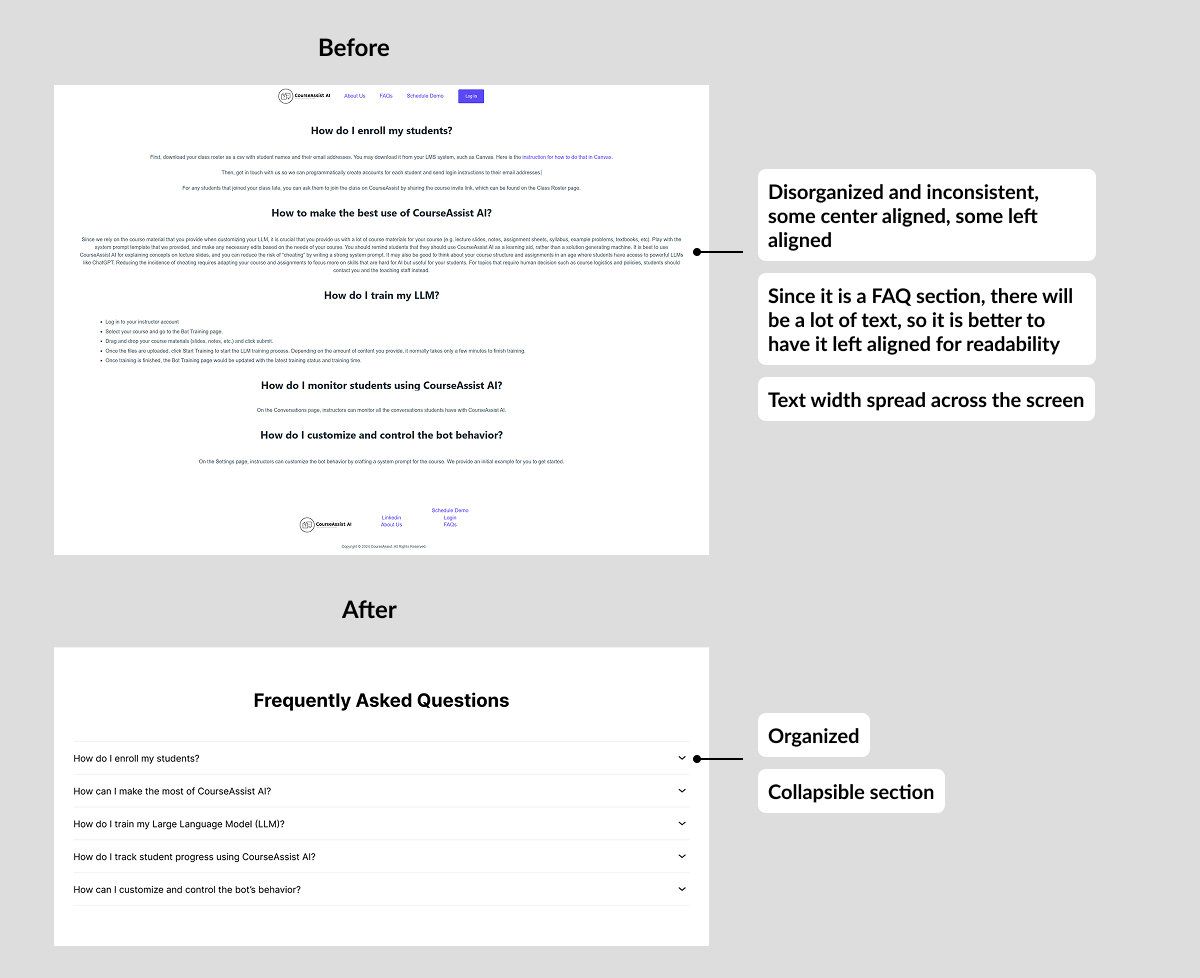 Before
CourseAssist AI
About Us
FAQs
Schedule Demo
Log in
How do I enroll my students?
First, download your class roster as a csv with student names and their email addresses. You may download it from your LMS system, such as Canvas. Here is the instruction for how to do that in Canvas.
Then, get in touch with us so we can programmatically create accounts for each student and send login instructions to their email addresses.
For any students that joined your class late, you can ask them to join the class on CourseAssist by sharing the course invite link, which can be found on the Class Roster page.
How to make the best use of CourseAssist AI?
Since we rely on the course material that you provide when customizing your LLM, it is crucial that you provide us with a lot of course materials for your course (e.g. lecture slides, notes, assignment sheets, syllabus, example problems, textbooks, etc). Play with the
system prompt template that we provided, and make any necessary edits based on the needs of your course. You should remind students that they should use CourseAssist AI as a learning aid, rather than a solution generating machine. It is best to use
CourseAssist AI for explaining concepts on lecture slides, and you can reduce the risk of "cheating" by writing a strong system prompt. It may also be good to think about your course structure and assignments in an age where students have access to powerful LLMs
like ChatGPT. Reducing the incidence of cheating requires adapting your course and assignments to focus more on skills that are hard for AI but useful for your students. For topics that require human decision such as course logistics and policies, students should
contact you and the teaching staff instead.
How do I train my LLM?
• Log in to your instructor account
• Select your course and go to the Bot Training page.
• Drag and drop your course materials (slides, notes, etc.) and click submit.
• Once the files are uploaded, click Start Training to start the LLM training process. Depending on the amount of content you provide, it normally takes only a few minutes to finish training.
• Once training is finished, the Bot Training page would be updated with the latest training status and training time.
How do I monitor students using CourseAssist AI?
On the Conversations page, instructors can monitor all the conversations students have with CourseAssist AI.
How do I customize and control the bot behavior?
On the Settings page, instructors can customize the bot behavior by crafting a system prompt for the course. We provide an initial example for you to get started.
CourseAssist AI
Linkedin
About Us
Schedule Demo
Login
FAQs
Copyright © 2024 CourseAssist. All Rights Reserved.
Disorganized and inconsistent,
some center aligned, some left
aligned
Since it is a FAQ section, there will
be a lot of text, so it is better to
have it left aligned for readability
Text width spread across the screen
After
Frequently Asked Questions
How do I enroll my students?
How can I make the most of CourseAssist AI?
How do I train my Large Language Model (LLM)?
How do I track student progress using CourseAssist AI?
How can I customize and control the bot's behavior?
Organized
Collapsible section